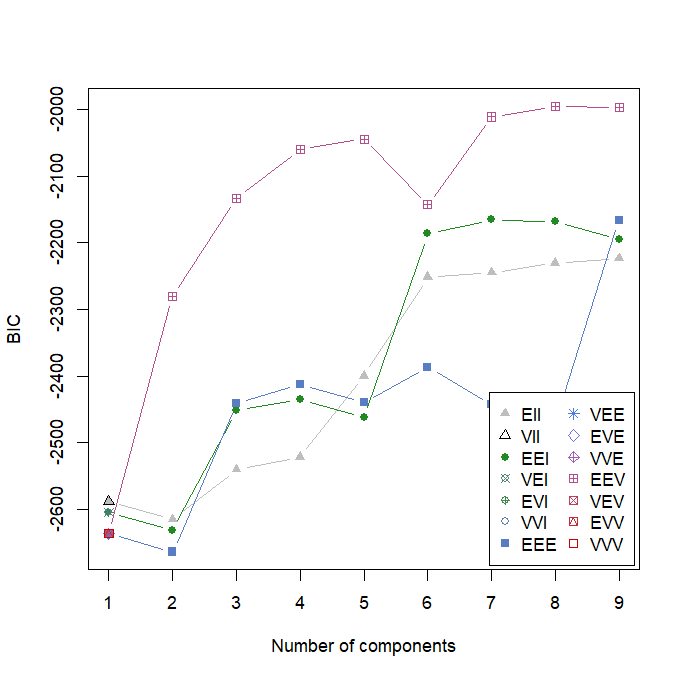 -2000
-2100
-2200
-2300
-2400
-2500
-2600
BIC
1 2 3 4 5 6 7 8 9
Number of components
EII VEE
VII EVE
EEI VVE
VEI EEV
EVI VEV
VVI EVV
EEE VVV